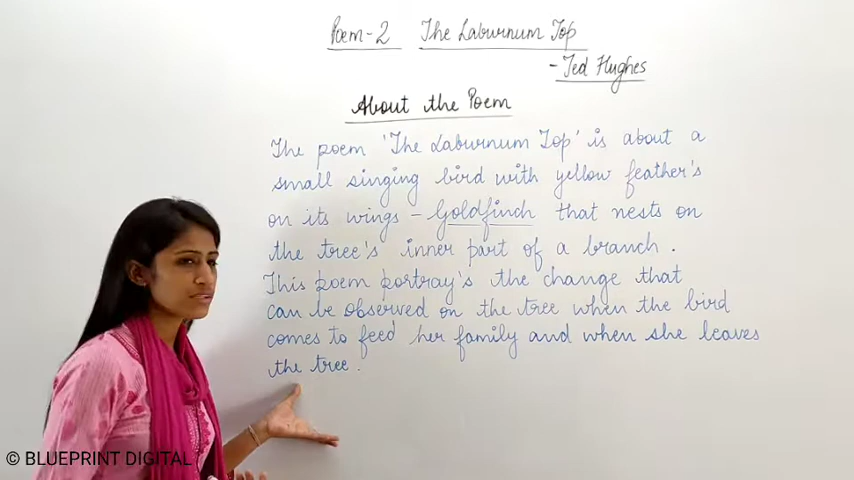 Poem-2 The Laburnum Top
- Ted Hughes
About the Poem
The poem 'The Laburnum Top' is about a
small singing bird with yellow feather's
on its wings - Goldfinch that nests on
the tree's inner part of a branch.
This poem portray's the change that
can be observed on the tree when the bird
comes to feed her family and when she leaves
the tree.
© BLUEPRINT DIGITAL